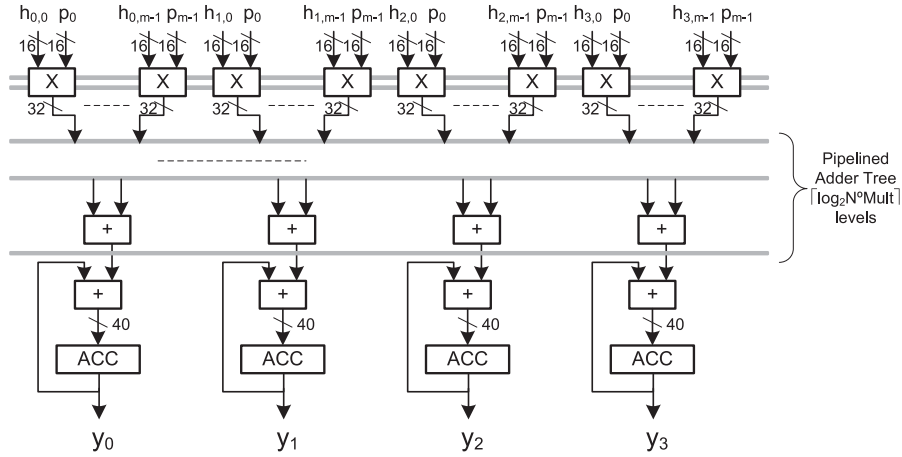 h0,0 p0 h0,m-1 pm-1 h1,0 p0 h1,m-1 pm-1 h2,0 p0 h2,m-1 pm-1 h3,0 p0 h3,m-1 pm-1
16 16 16 16 16 16 16 16 16 16 16 16 16 16 16 16
X X X X X X X X
32 32 32 32 32 32 32 32
Pipelined
Adder Tree
⌈log2NºMult⌉
levels
+ + + +
+ + + +
40 40 40 40
ACC ACC ACC ACC
y0 y1 y2 y3